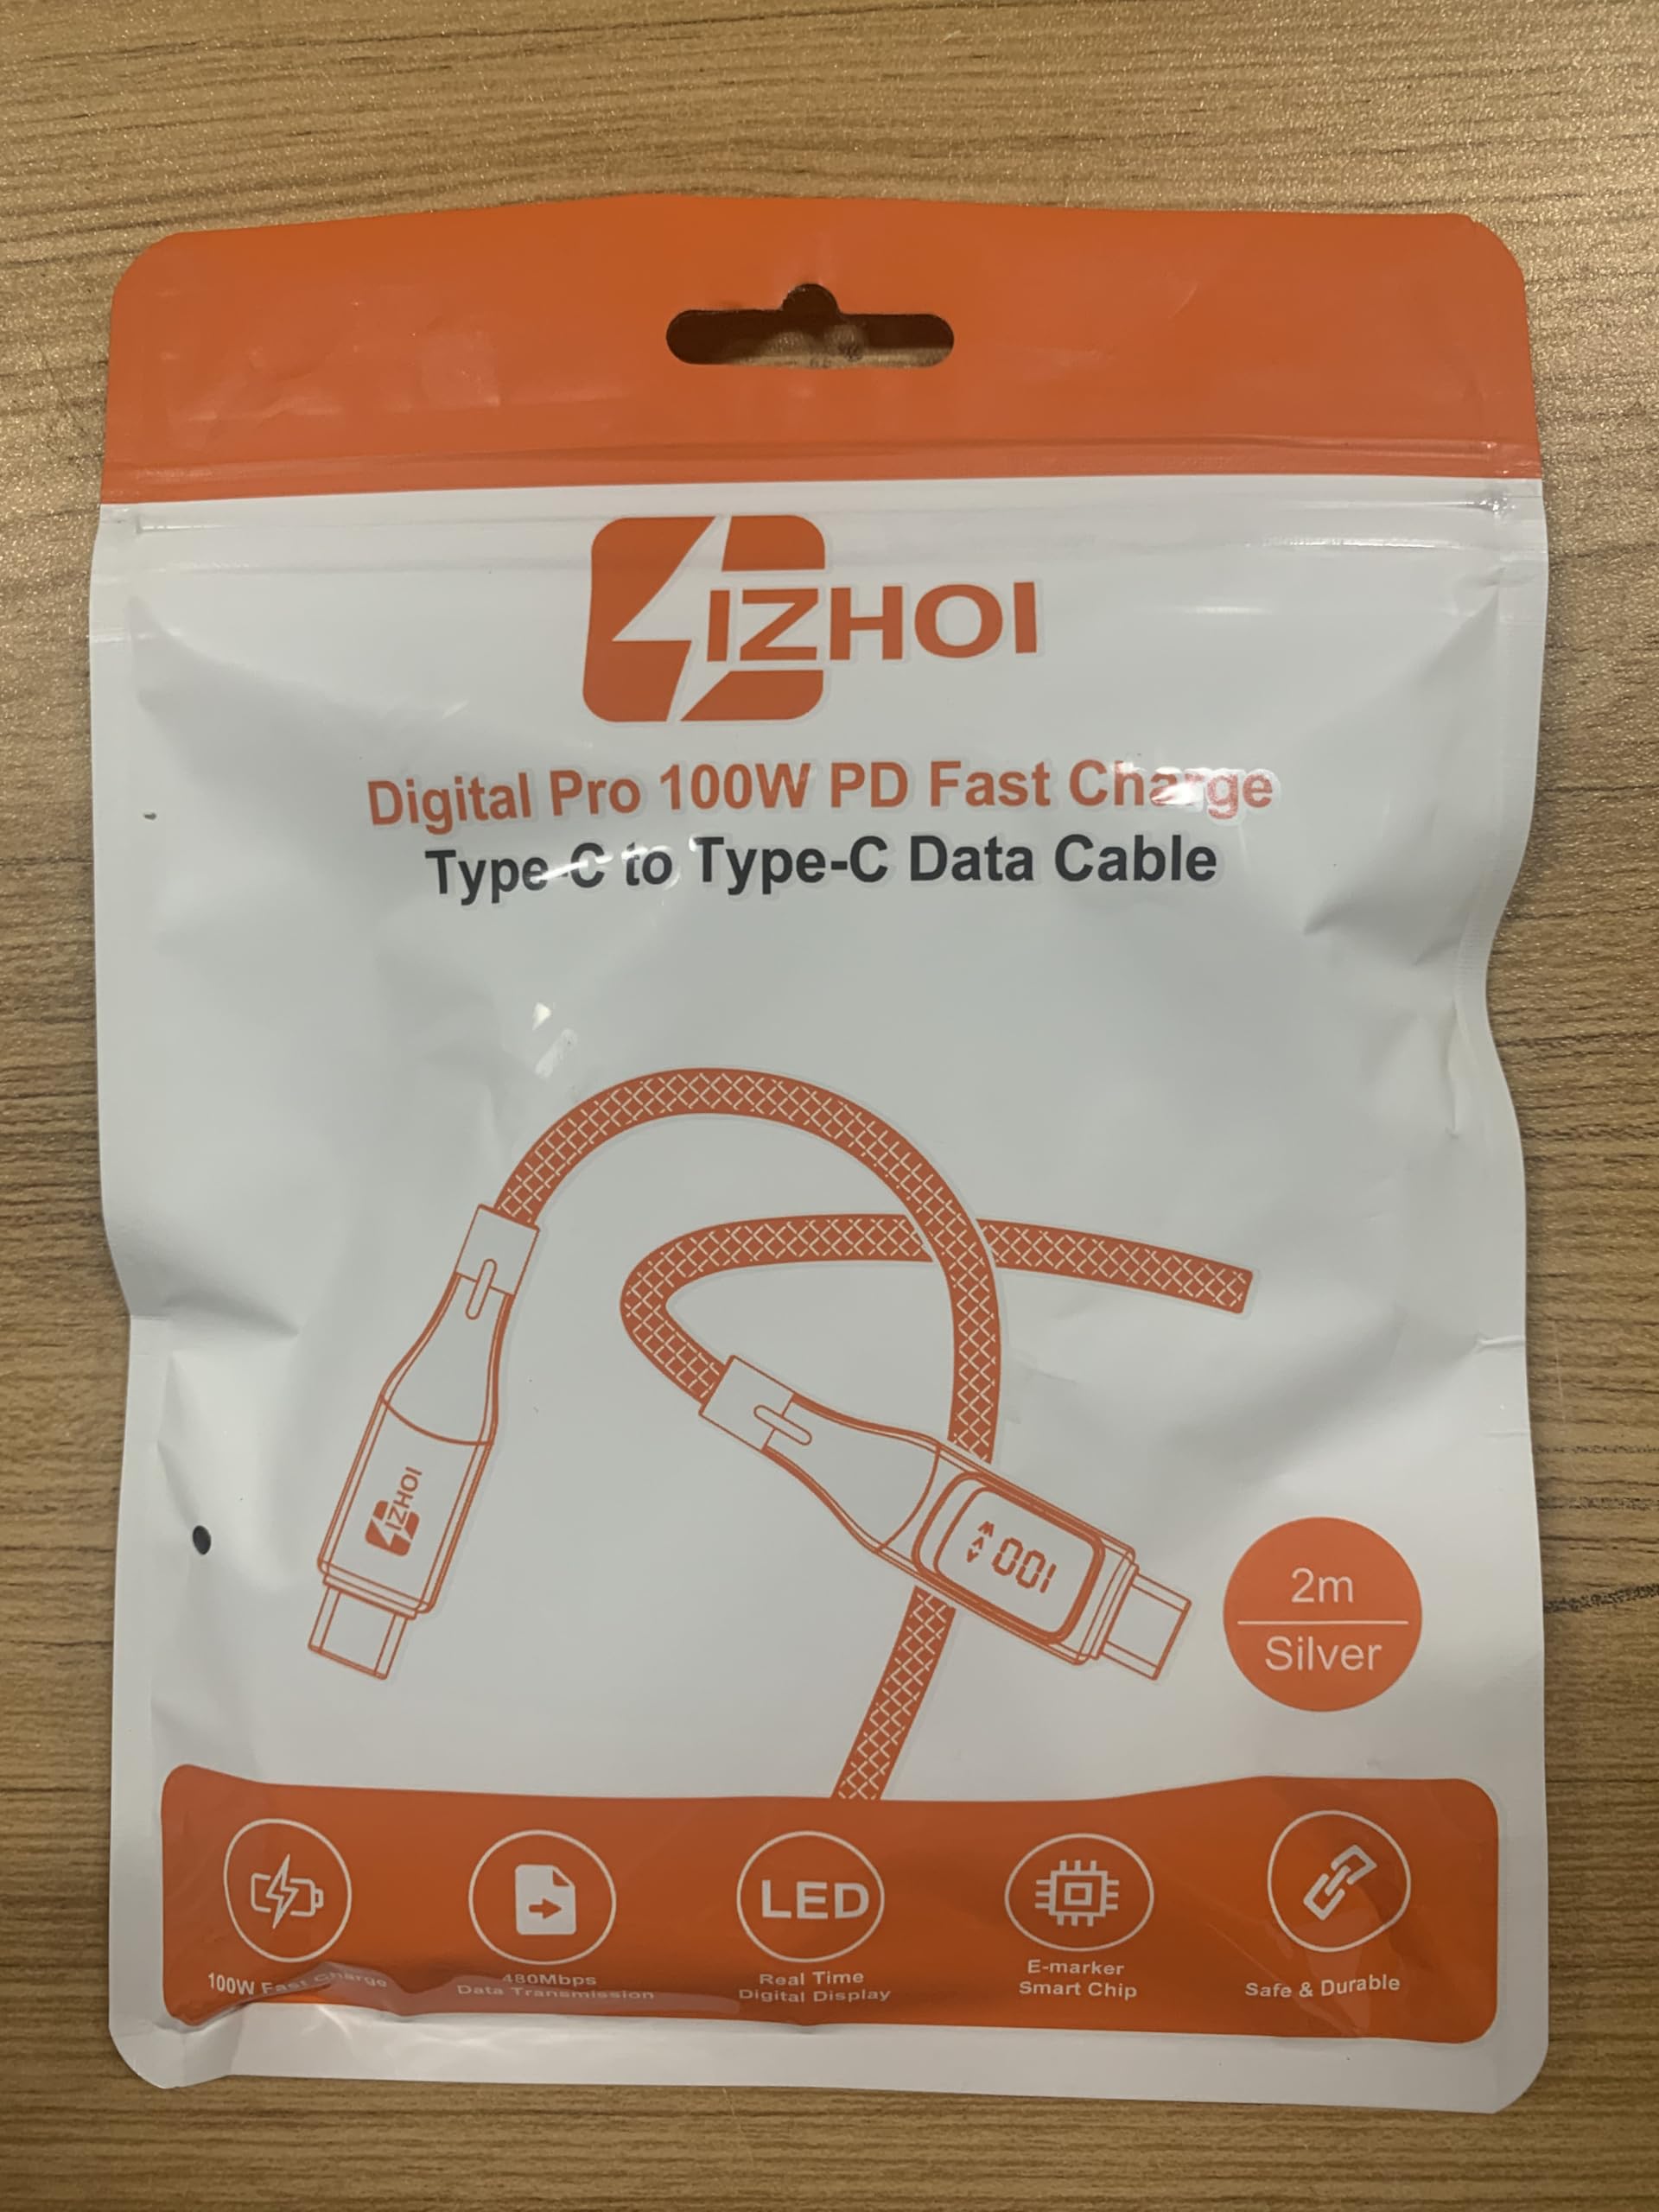 IZHOI
Digital Pro 100W PD Fast Charge
Type-C to Type-C Data Cable
IZHOI
100
W
V
A
2m
Silver
LED
100W Fast Charge
480Mbps
Data Transmission
Real Time
Digital Display
E-marker
Smart Chip
Safe & Durable